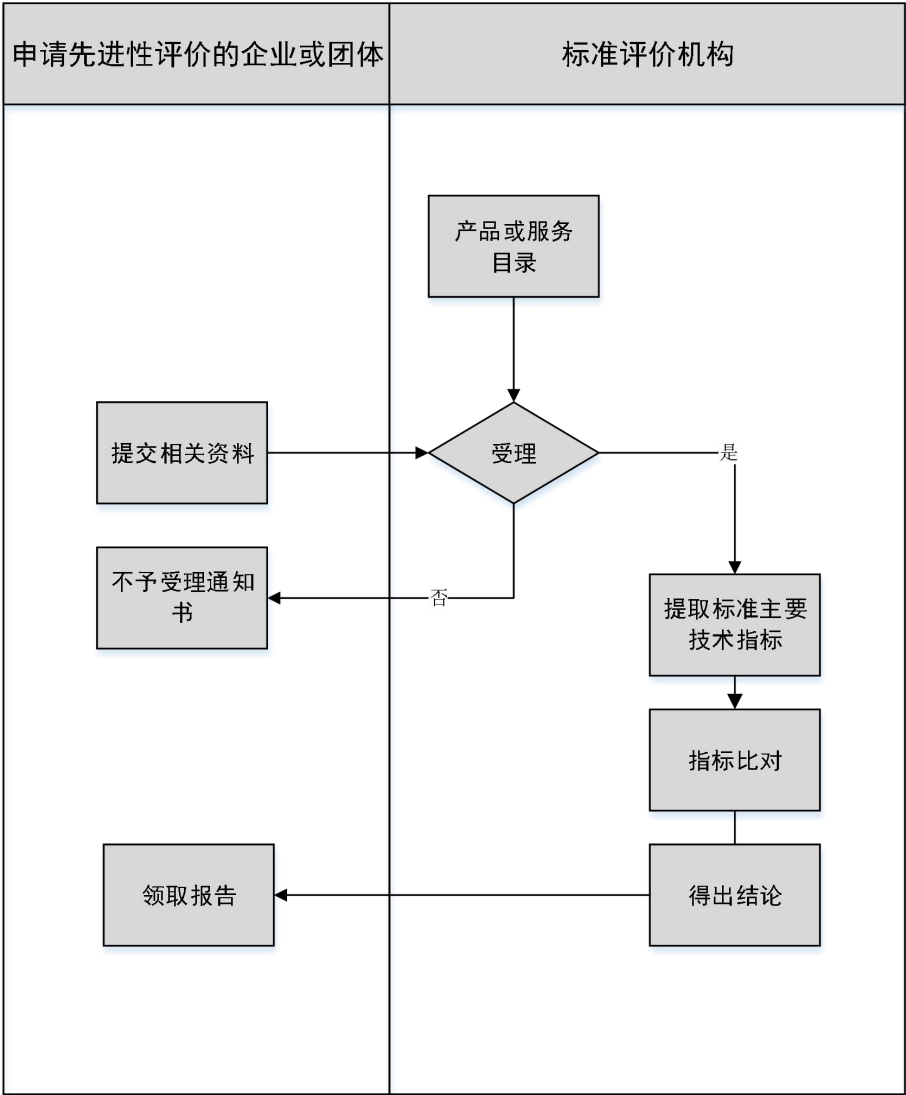 申请先进性评价的企业或团体
标准评价机构
产品或服务
目录
提交相关资料
受理
是
不予受理通知
书
否
提取标准主要
技术指标
指标比对
领取报告
得出结论